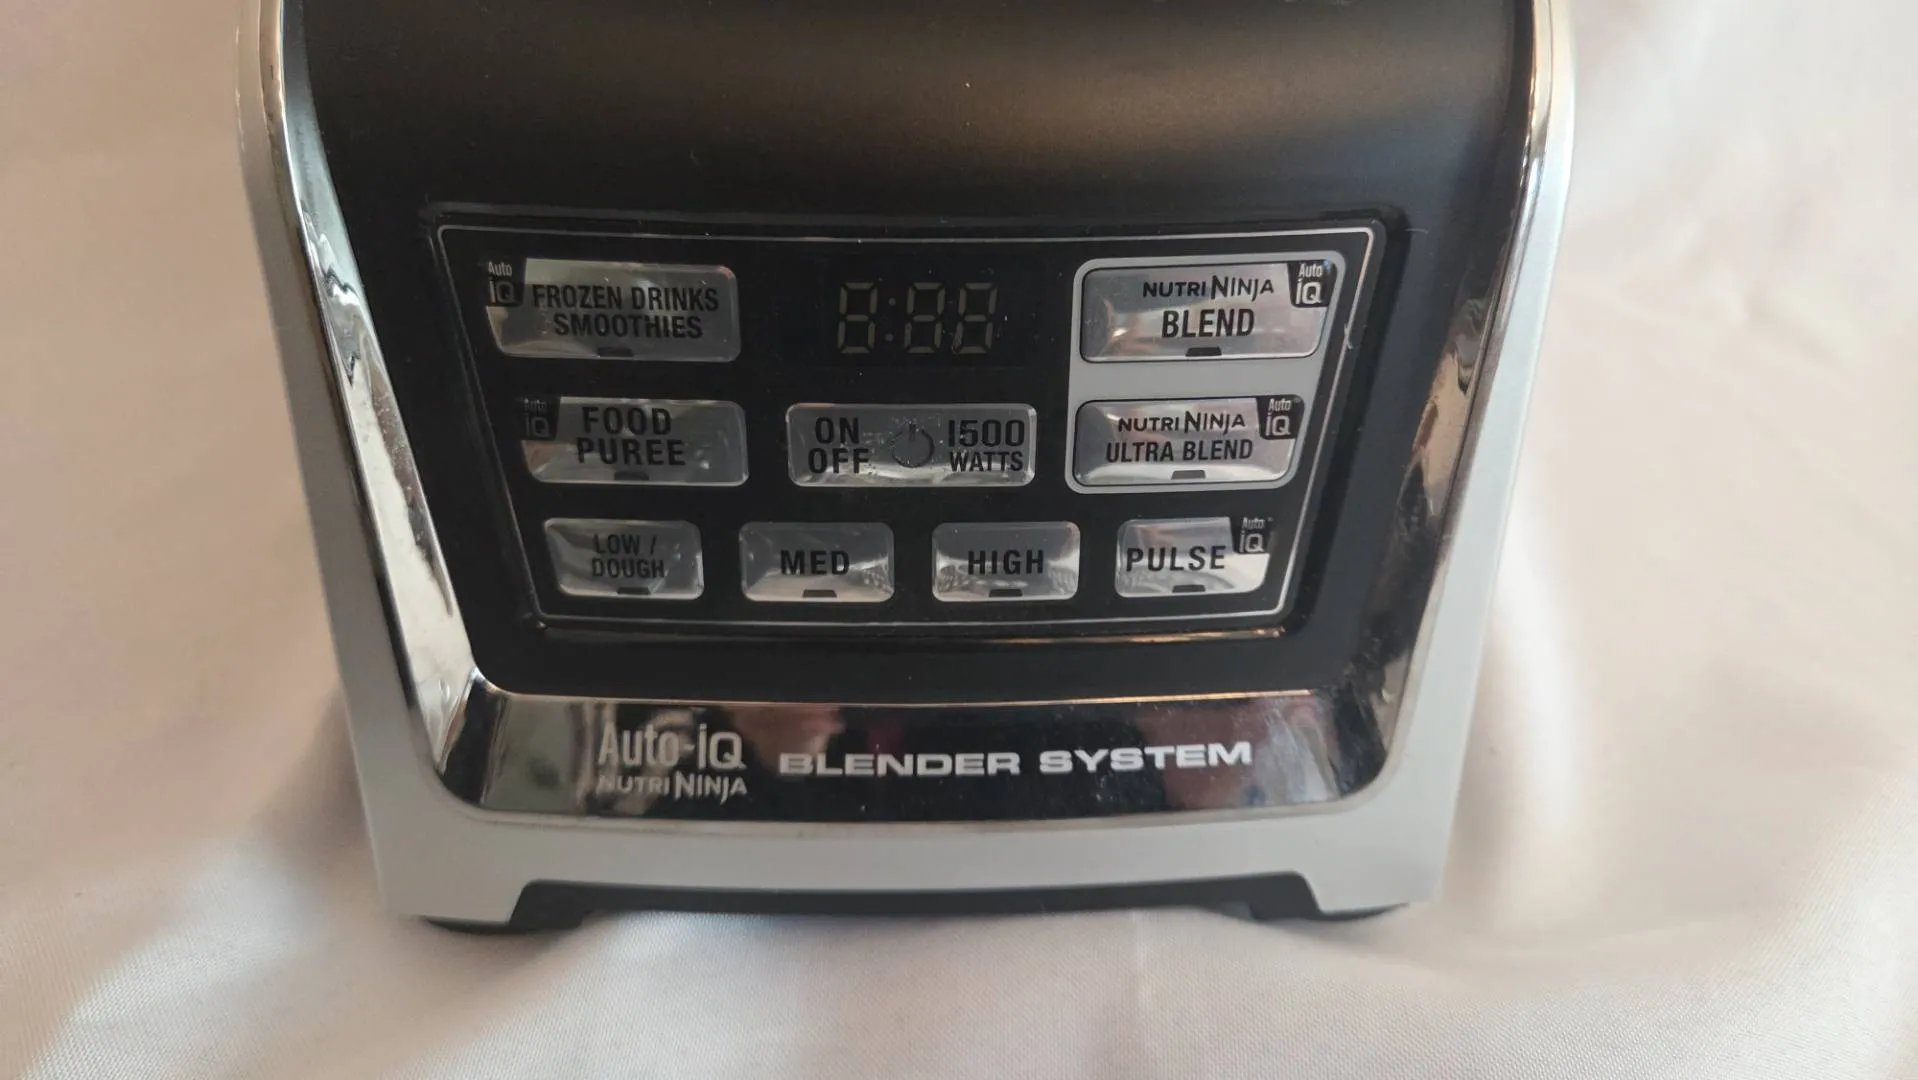 Auto
iQ
FROZEN DRINKS
SMOOTHIES
8:88
NUTRI NINJA
BLEND
Auto
iQ
Auto
iQ
FOOD
PUREE
ON
OFF
1500
WATTS
NUTRI NINJA
ULTRA BLEND
Auto
iQ
LOW /
DOUGH
MED
HIGH
PULSE
Auto
iQ
Auto-iQ
NUTRI NINJA
BLENDER SYSTEM